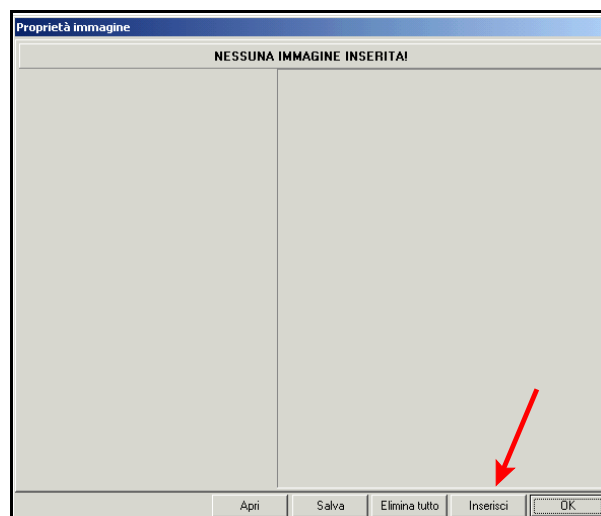 Proprietà immagine
NESSUNA IMMAGINE INSERITA!
Apri Salva Elimina tutto Inserisci OK